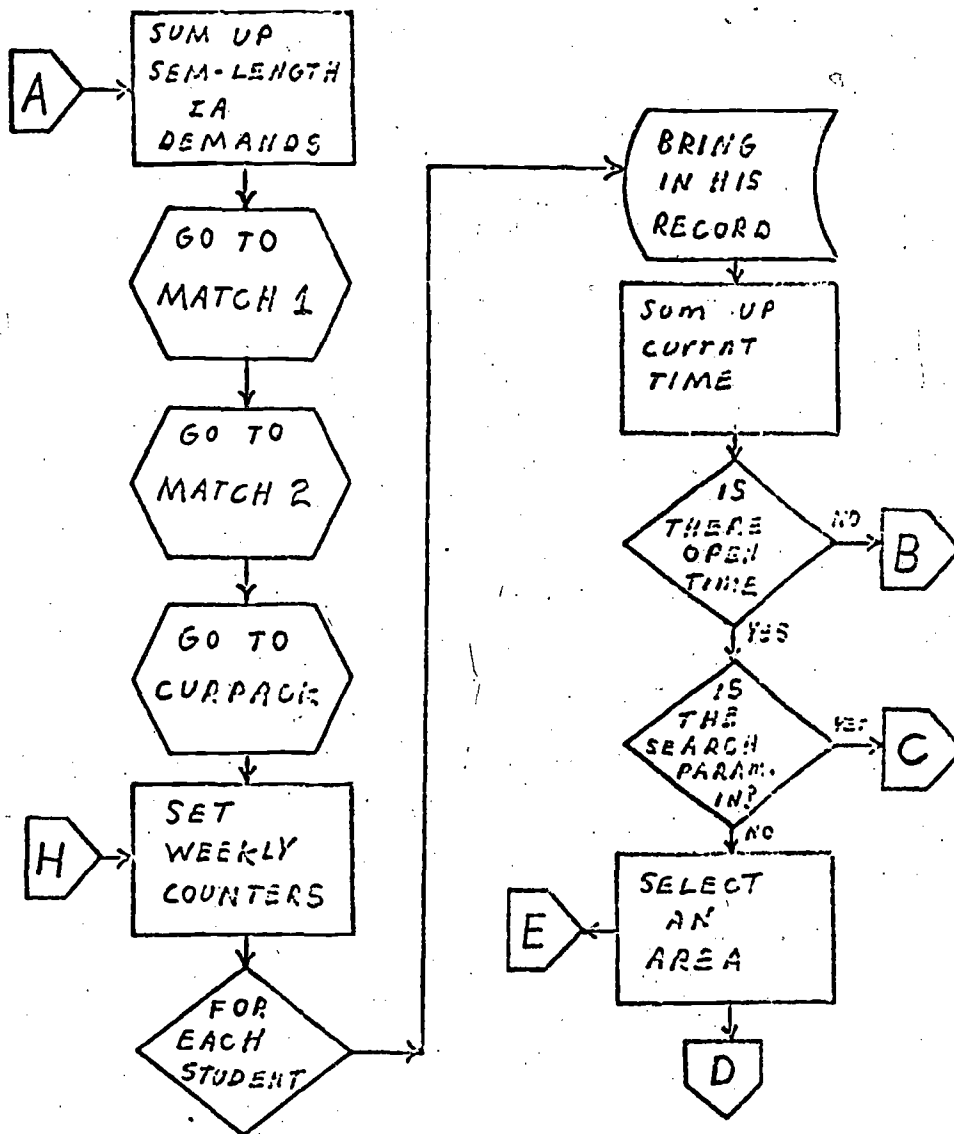 A
SUM UP
SEM-LENGTH
IA
DEMANDS
GO TO
MATCH 1
GO TO
MATCH 2
GO TO
CURPACK
H
SET
WEEKLY
COUNTERS
FOR
EACH
STUDENT
BRING
IN HIS
RECORD
SUM UP
CURRNT
TIME
IS
THERE
OPEN
TIME
NO
B
YES
IS
THE
SEARCH
PARAM.
IN?
YES
C
NO
SELECT
AN
AREA
E
D